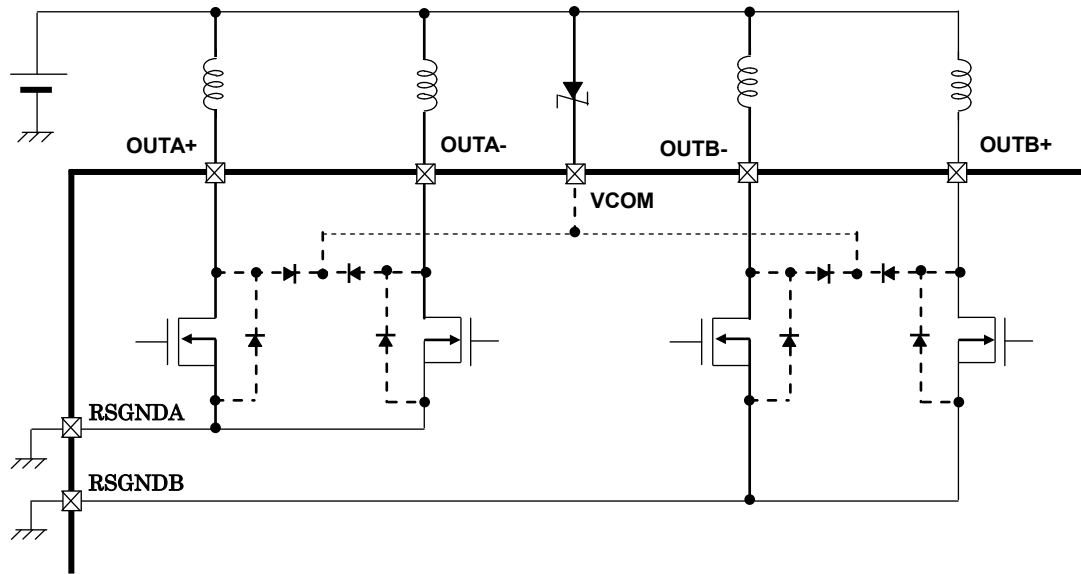 OUTA+
OUTA-
OUTB-
OUTB+
VCOM
RSGNDA
RSGNDB